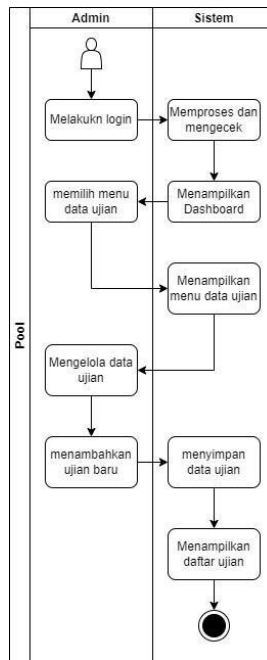 Admin
Sistem
Pool
Melakukn login
Memproses dan
mengecek
Menampilkan
Dashboard
memilih menu
data ujian
Menampilkan
menu data ujian
Mengelola data
ujian
menambahkan
ujian baru
menyimpan
data ujian
Menampilkan
daftar ujian